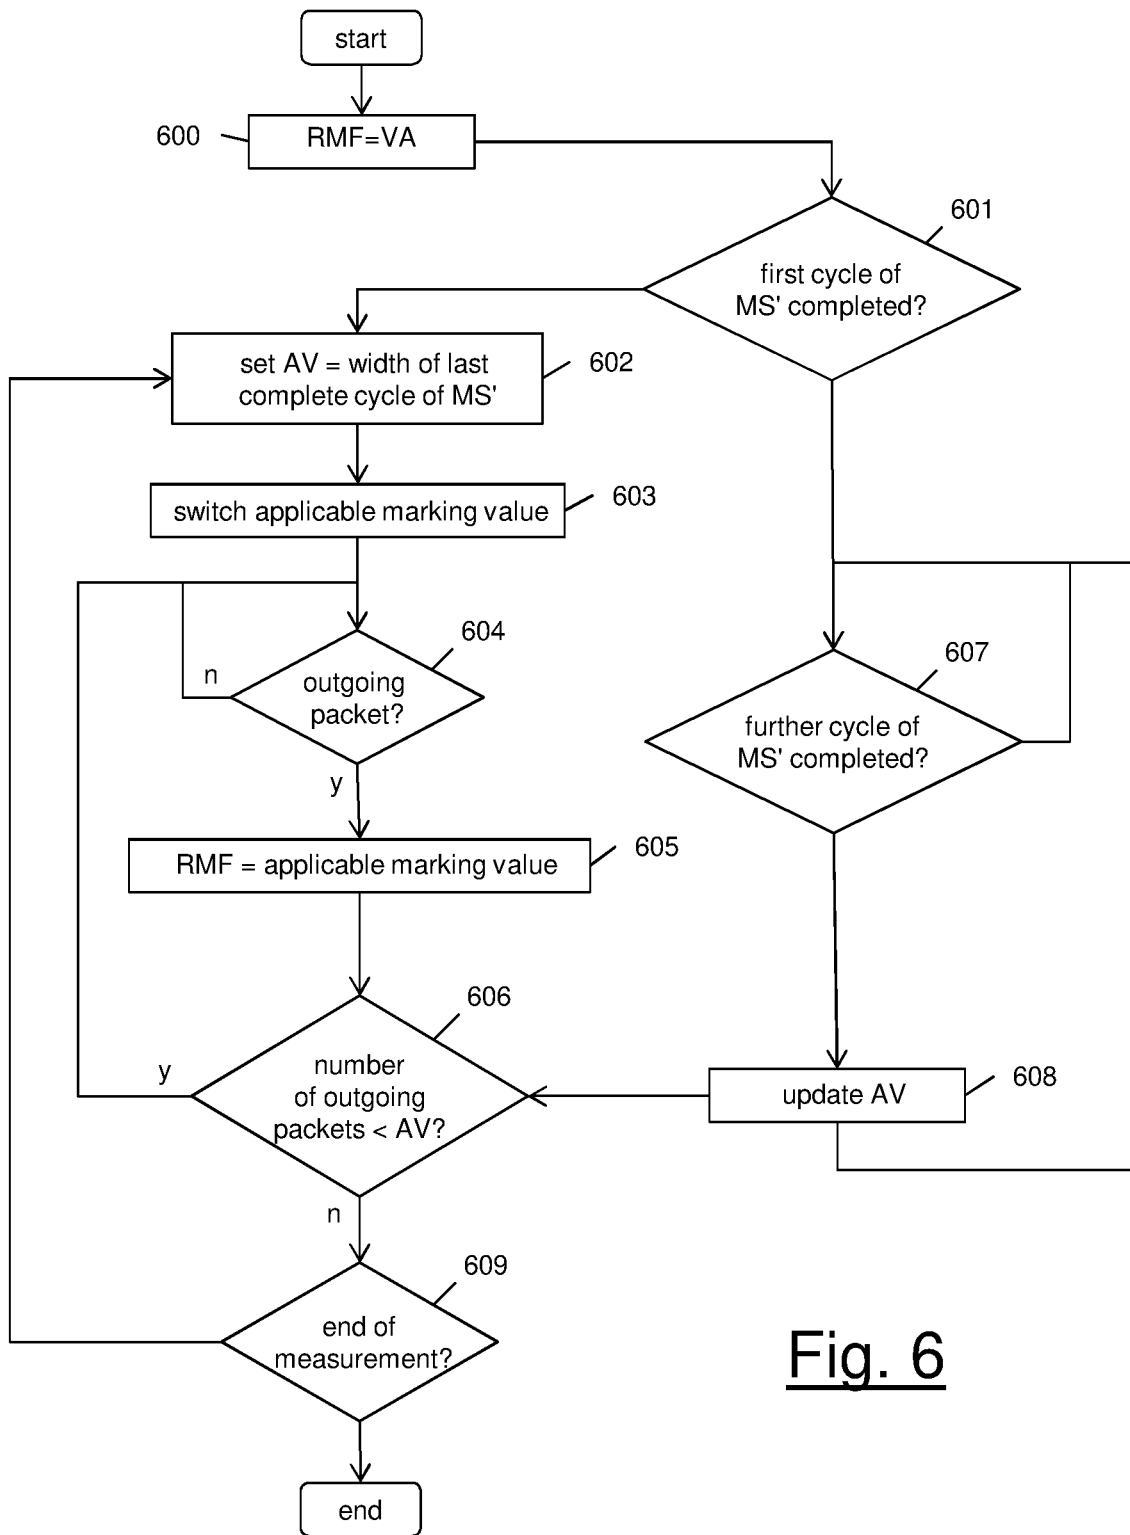 start
600
RMF=VA
601
first cycle of
MS' completed?
set AV = width of last
complete cycle of MS'
602
switch applicable marking value
603
604
n
outgoing
packet?
y
607
further cycle of
MS' completed?
RMF = applicable marking value
605
606
number
of outgoing
packets < AV?
y
n
update AV
608
609
end of
measurement?
end
Fig. 6